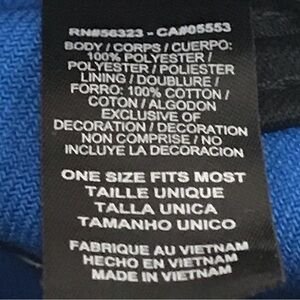 RN#56323 - CA#05553
BODY / CORPS / CUERPO:
100% POLYESTER /
POLYESTER / POLIESTER
LINING / DOUBLURE /
FORRO: 100% COTTON /
COTON / ALGODON
EXCLUSIVE OF
DECORATION / DECORATION
NON COMPRISE / NO
INCLUYE LA DECORACION
ONE SIZE FITS MOST
TAILLE UNIQUE
TALLA UNICA
TAMANHO UNICO
FABRIQUE AU VIETNAM
HECHO EN VIETNAM
MADE IN VIETNAM